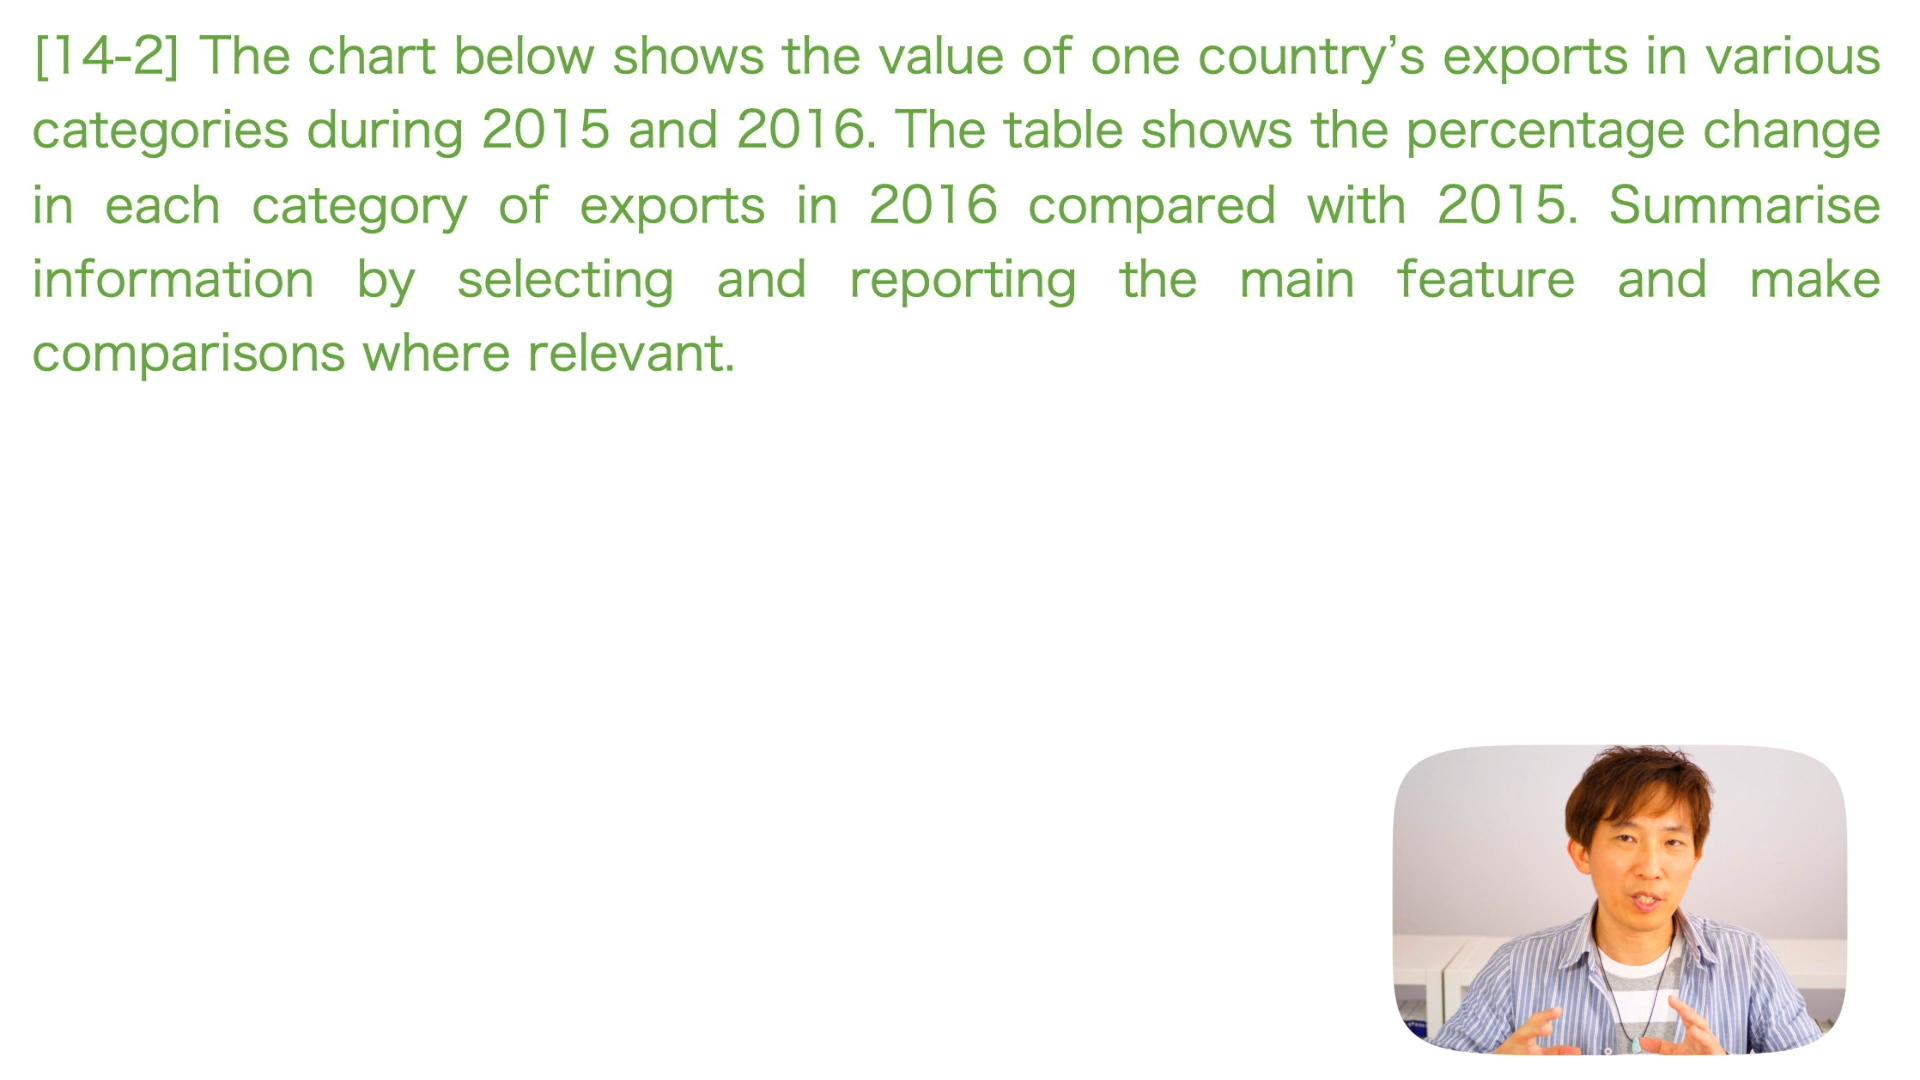 [14-2] The chart below shows the value of one country’s exports in various
categories during 2015 and 2016. The table shows the percentage change
in each category of exports in 2016 compared with 2015. Summarise
information by selecting and reporting the main feature and make
comparisons where relevant.